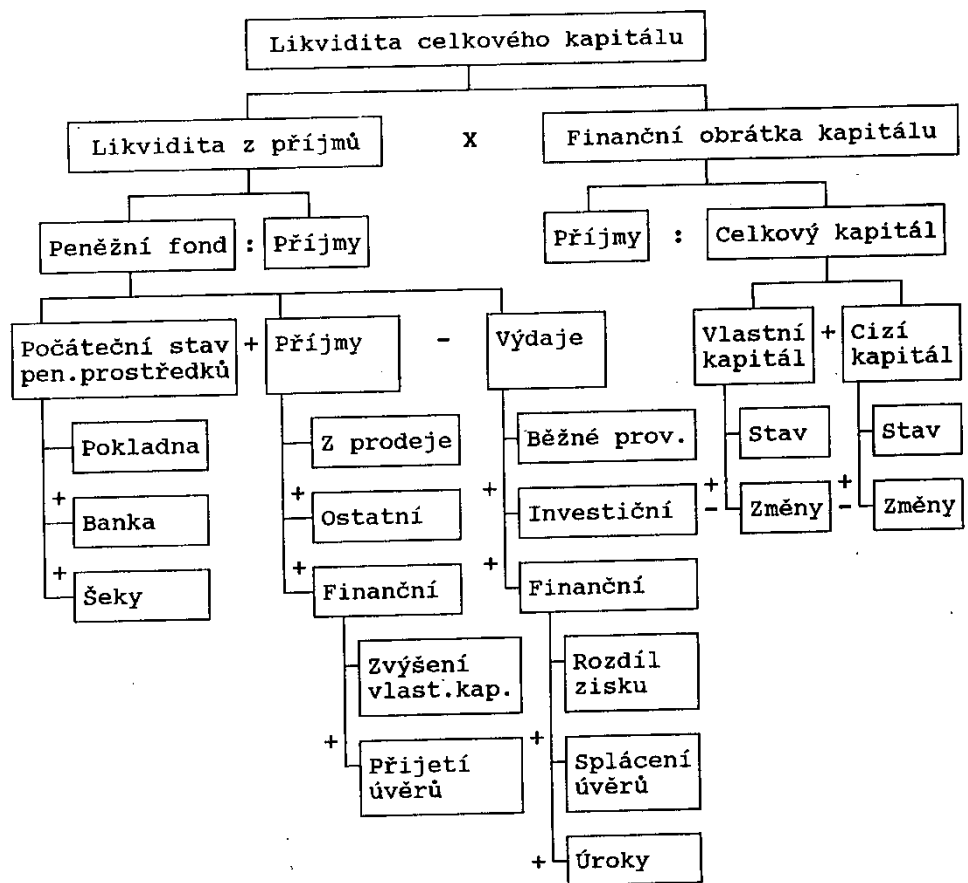 Likvidita celkového kapitálu
Likvidita z příjmů x Finanční obrátka kapitálu
Peněžní fond : Příjmy Příjmy : Celkový kapitál
Počáteční stav
pen.prostředků
+
Příjmy
-
Výdaje
Vlastní
kapitál
+
Cizí
kapitál
Pokladna
+
Banka
+
Šeky
Z prodeje
+
Ostatní
+
Finanční
Zvýšení
vlast.kap.
+
Přijetí
úvěrů
Běžné prov.
+
Investiční
+
Finanční
Rozdíl
zisku
+
Splácení
úvěrů
+
Úroky
Stav
+
-
Změny
Stav
+
-
Změny